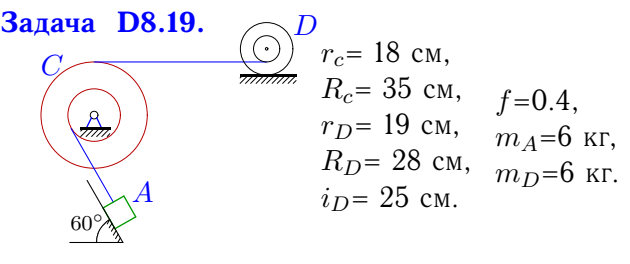 Задача D8.19.
C
D
A
60°
r_c= 18 см,
R_c= 35 см,
r_D= 19 см,
R_D= 28 см,
i_D= 25 см.
f=0.4,
m_A=6 кг,
m_D=6 кг.